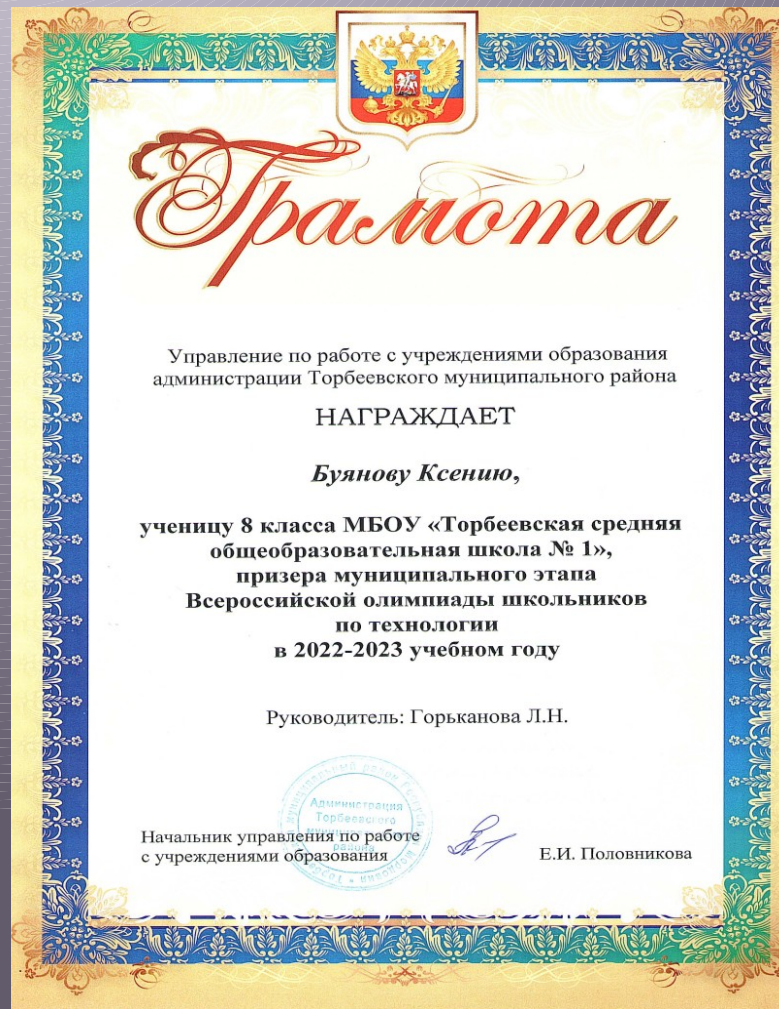 Грамота
Управление по работе с учреждениями образования
администрации Торбеевского муниципального района
НАГРАЖДАЕТ
Буянову Ксению,
ученицу 8 класса МБОУ «Торбеевская средняя
общеобразовательная школа № 1»,
призера муниципального этапа
Всероссийской олимпиады школьников
по технологии
в 2022-2023 учебном году
Руководитель: Горьканова Л.Н.
Администрация
Торбеевского
муниципального
района
Начальник управления по работе
с учреждениями образования
Е.И. Половникова